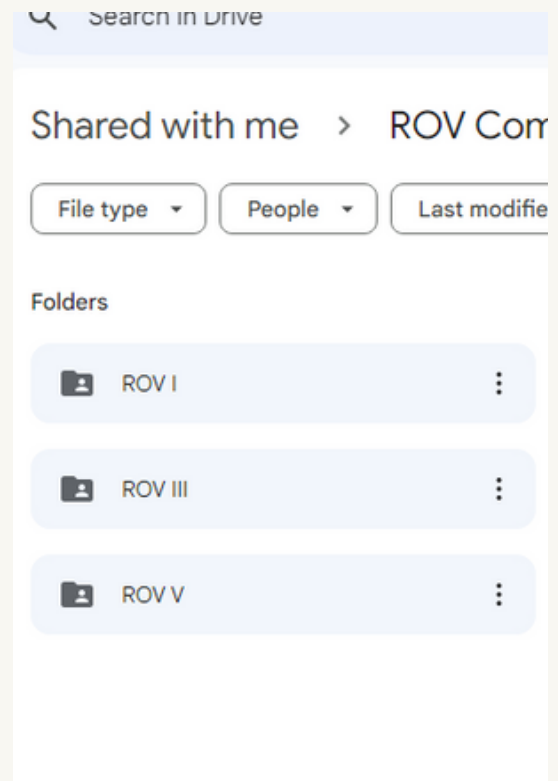 Search in Drive
Shared with me > ROV Com
File type People Last modifie
Folders
ROV I
ROV III
ROV V